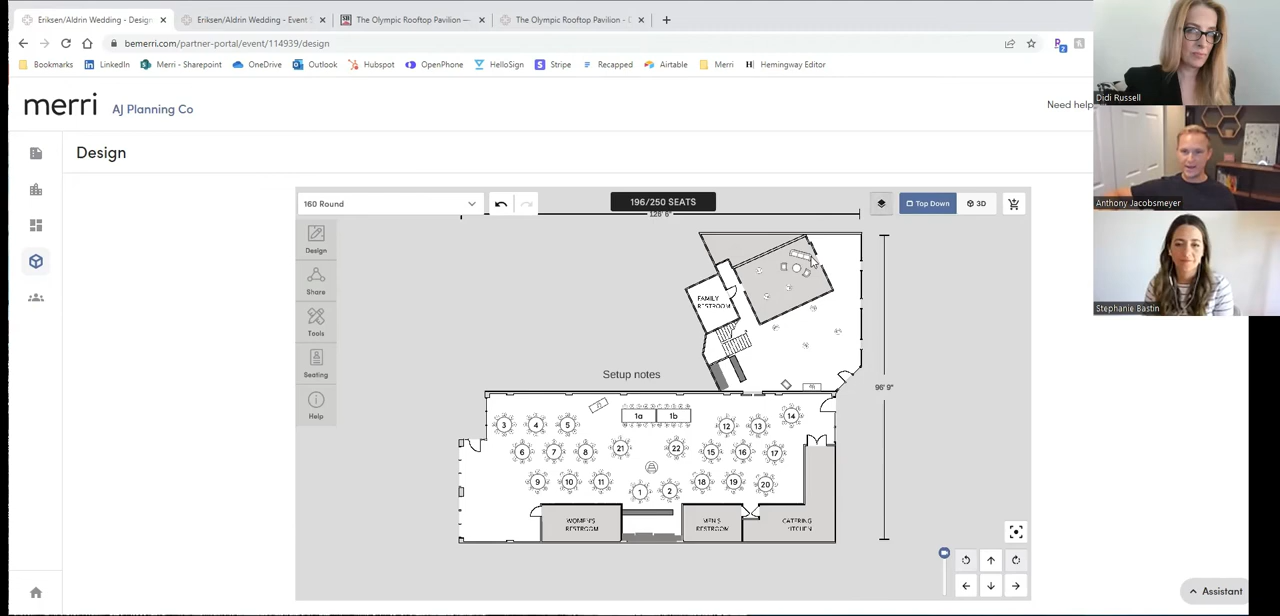 Eriksen/Aldrin Wedding - Design
Eriksen/Aldrin Wedding - Event
The Olympic Rooftop Pavilion —
The Olympic Rooftop Pavilion -
bemerri.com/partner-portal/event/114939/design
Bookmarks
LinkedIn
Merri - Sharepoint
OneDrive
Outlook
Hubspot
OpenPhone
HelloSign
Stripe
Recapped
Airtable
Merri
Hemingway Editor
Didi Russell
merri
AJ Planning Co
Need help
Anthony Jacobsmeyer
Design
160 Round
196/250 SEATS
126' 6"
Top Down
3D
Design
Share
Tools
Seating
Help
FAMILY
RESTROOM
Stephanie Bastin
Setup notes
96' 9"
1a
1b
14
3
4
5
12
13
21
22
6
7
8
15
16
17
9
10
11
1
2
18
19
20
WOMEN'S
RESTROOM
MEN'S
RESTROOM
CATERING
KITCHEN
Assistant